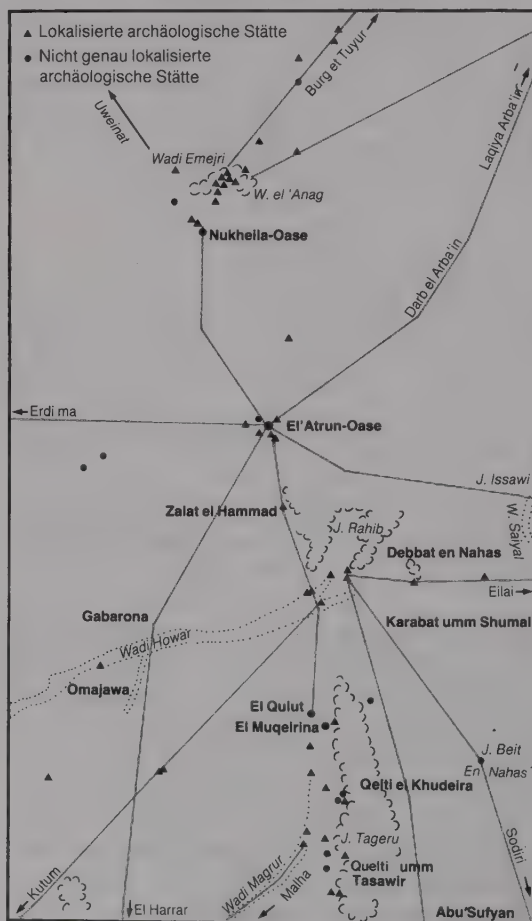 Lokalisierte archäologische Stätte
Nicht genau lokalisierte
archäologische Stätte
Burg et Tuyur
Uweinat
Laqiya Arba'in
Wadi Emejri
W. el 'Anag
Nukheila-Oase
Darb el Arba'in
Erdi ma
El'Atrun-Oase
J. Issawi
Zalat el Hammad
J. Rahib
W. Saiyal
Debbat en Nahas
Eilai
Gabarona
Karabat umm Shumal
Wadi Howar
Omajawa
El Qulut
El Muqeirina
J. Beit
En Nahas
Qelti el Khudeira
J. Tageru
Quelti umm
Tasawir
Sodiri
Kutum
El Harrar
Wadi Magrur
Malha
Abu Sufyan